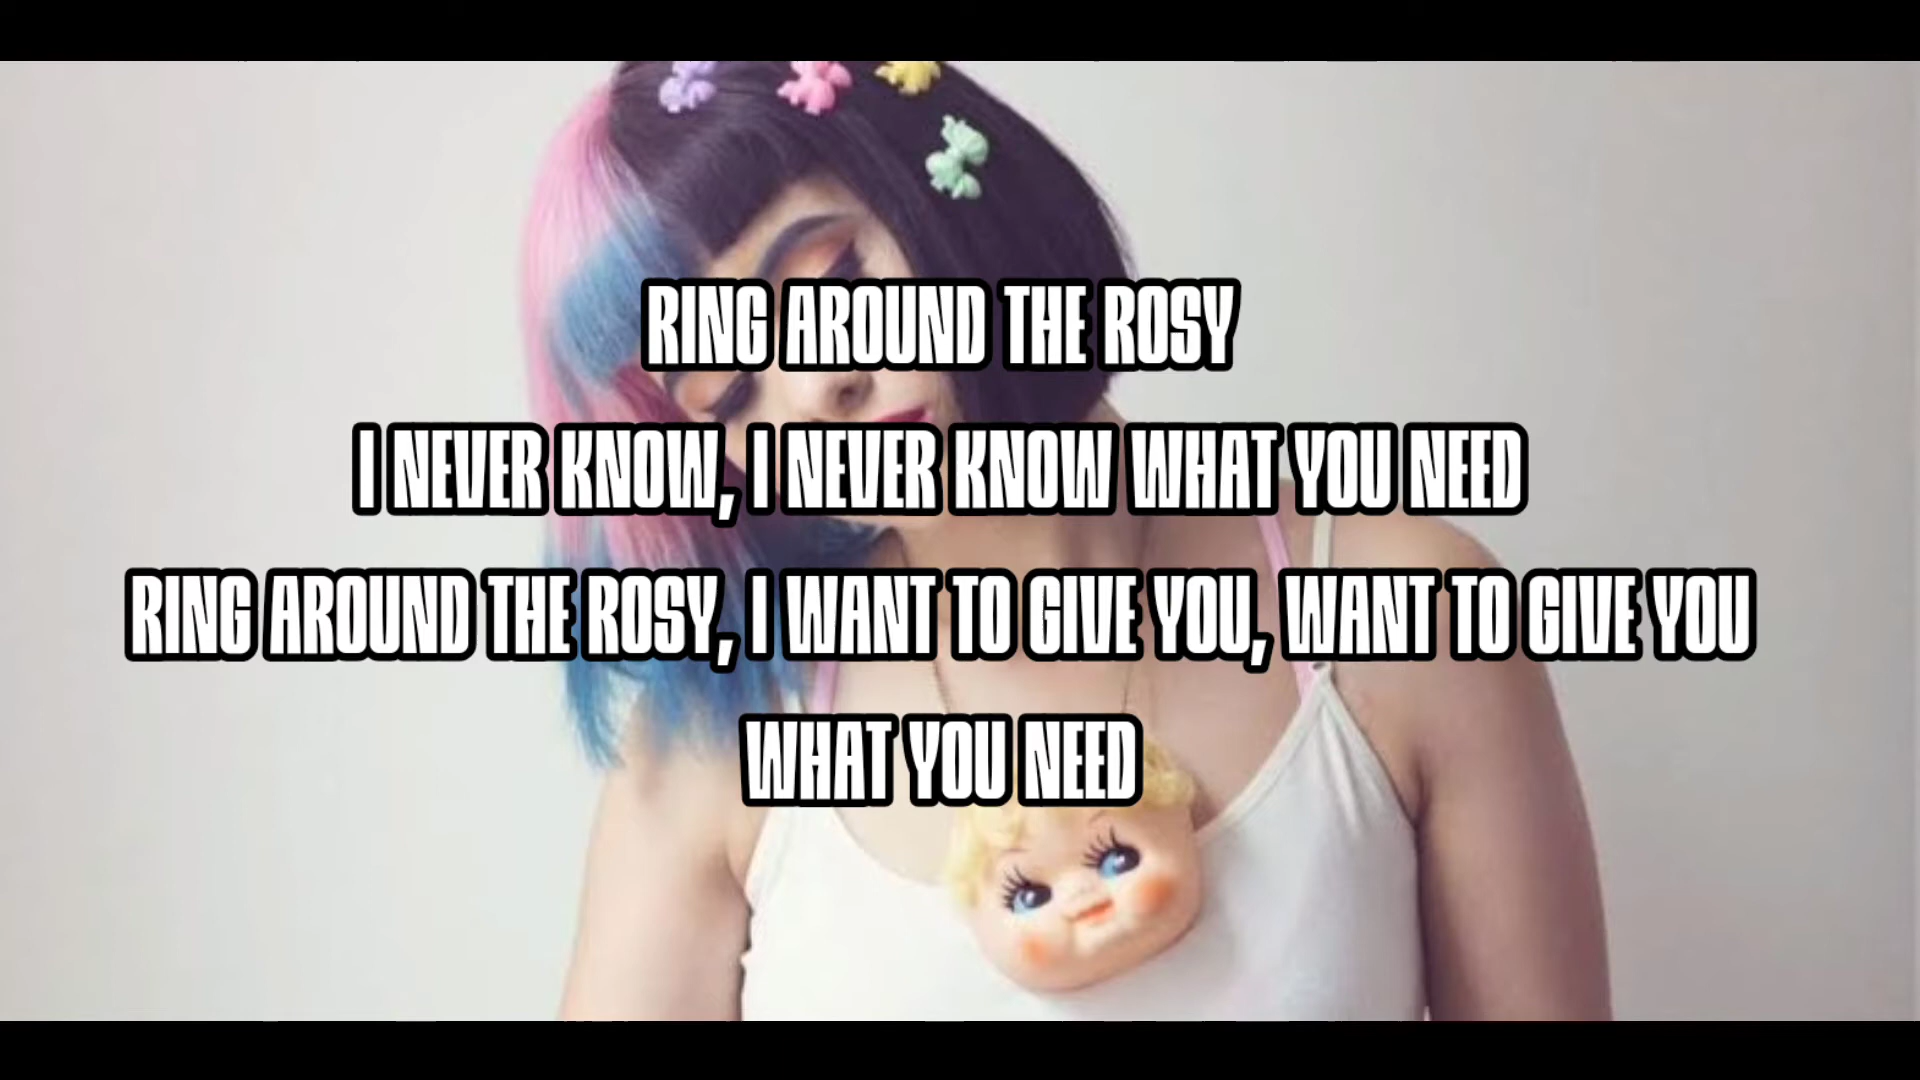 RING AROUND THE ROSY
I NEVER KNOW, I NEVER KNOW WHAT YOU NEED
RING AROUND THE ROSY, I WANT TO GIVE YOU, WANT TO GIVE YOU
WHAT YOU NEED